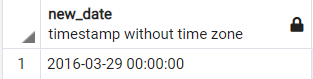 new_date
timestamp without time zone
1 2016-03-29 00:00:00